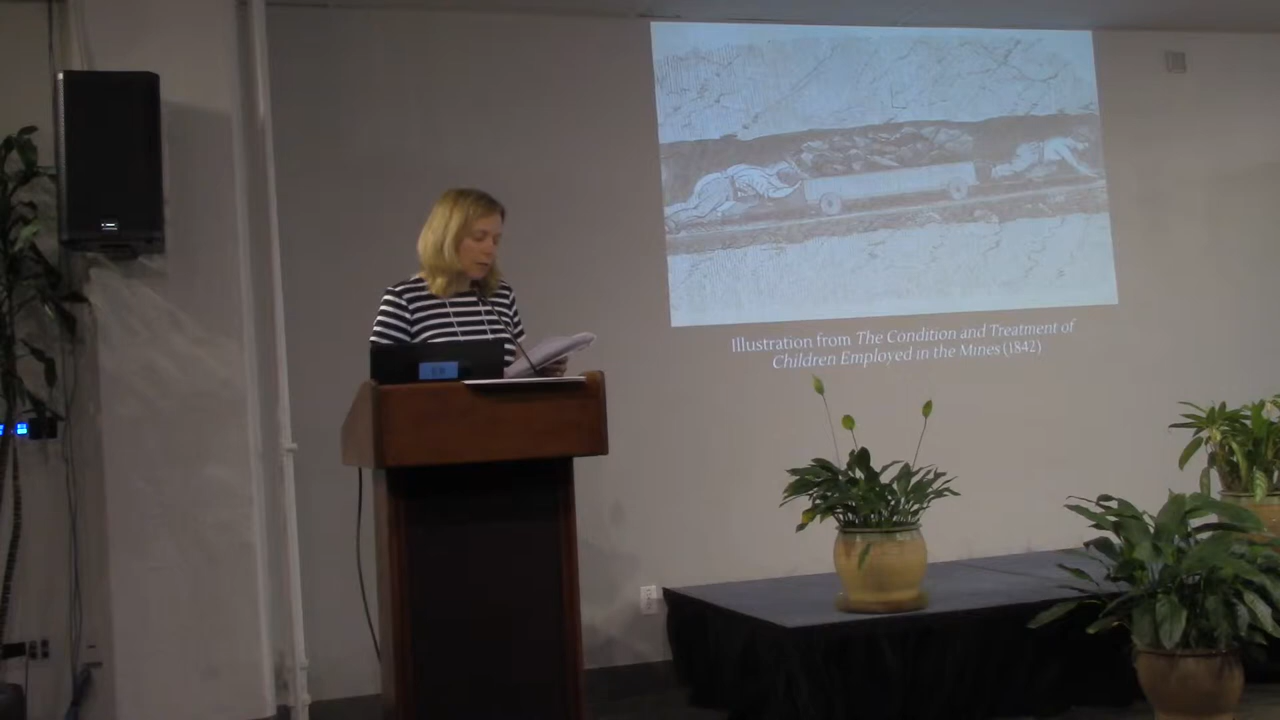 Illustration from The Condition and Treatment of
Children Employed in the Mines (1842)